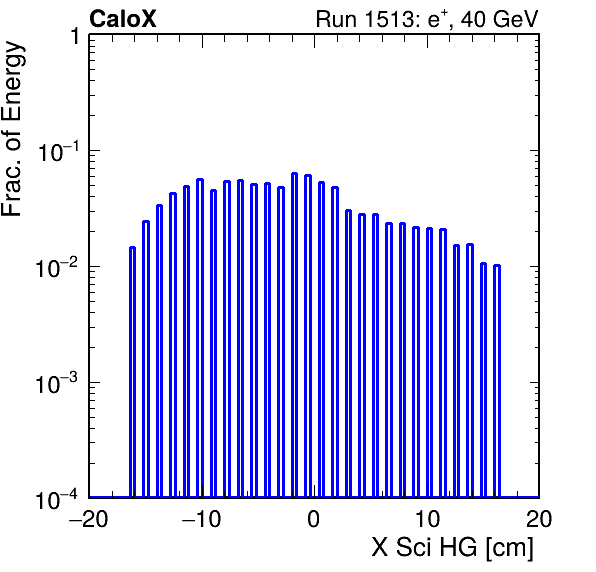 CaloX Run 1513: e⁺, 40 GeV
Frac. of Energy
1
10⁻¹
10⁻²
10⁻³
10⁻⁴
−20 −10 0 10 20
X Sci HG [cm]